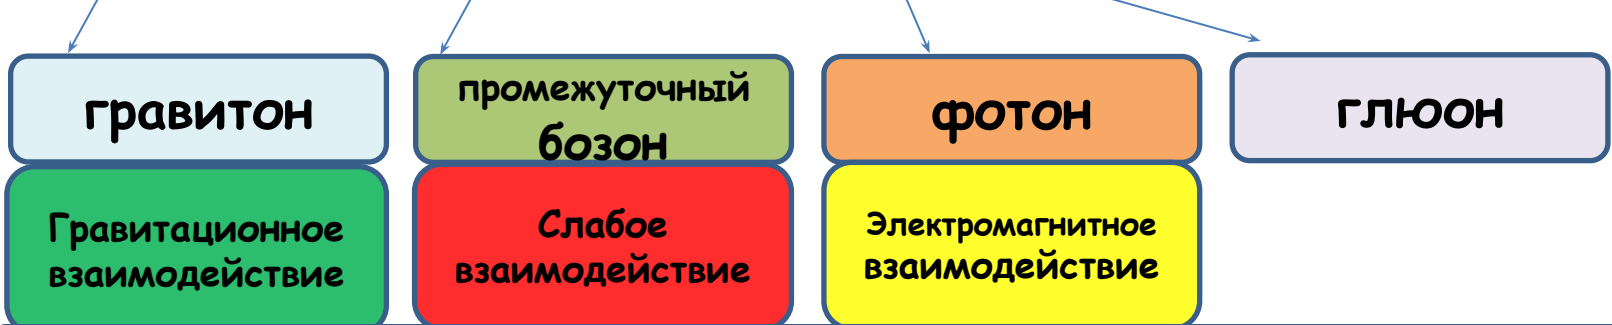 гравитон
промежуточный
бозон
фотон
глюон
Гравитационное
взаимодействие
Слабое
взаимодействие
Электромагнитное
взаимодействие